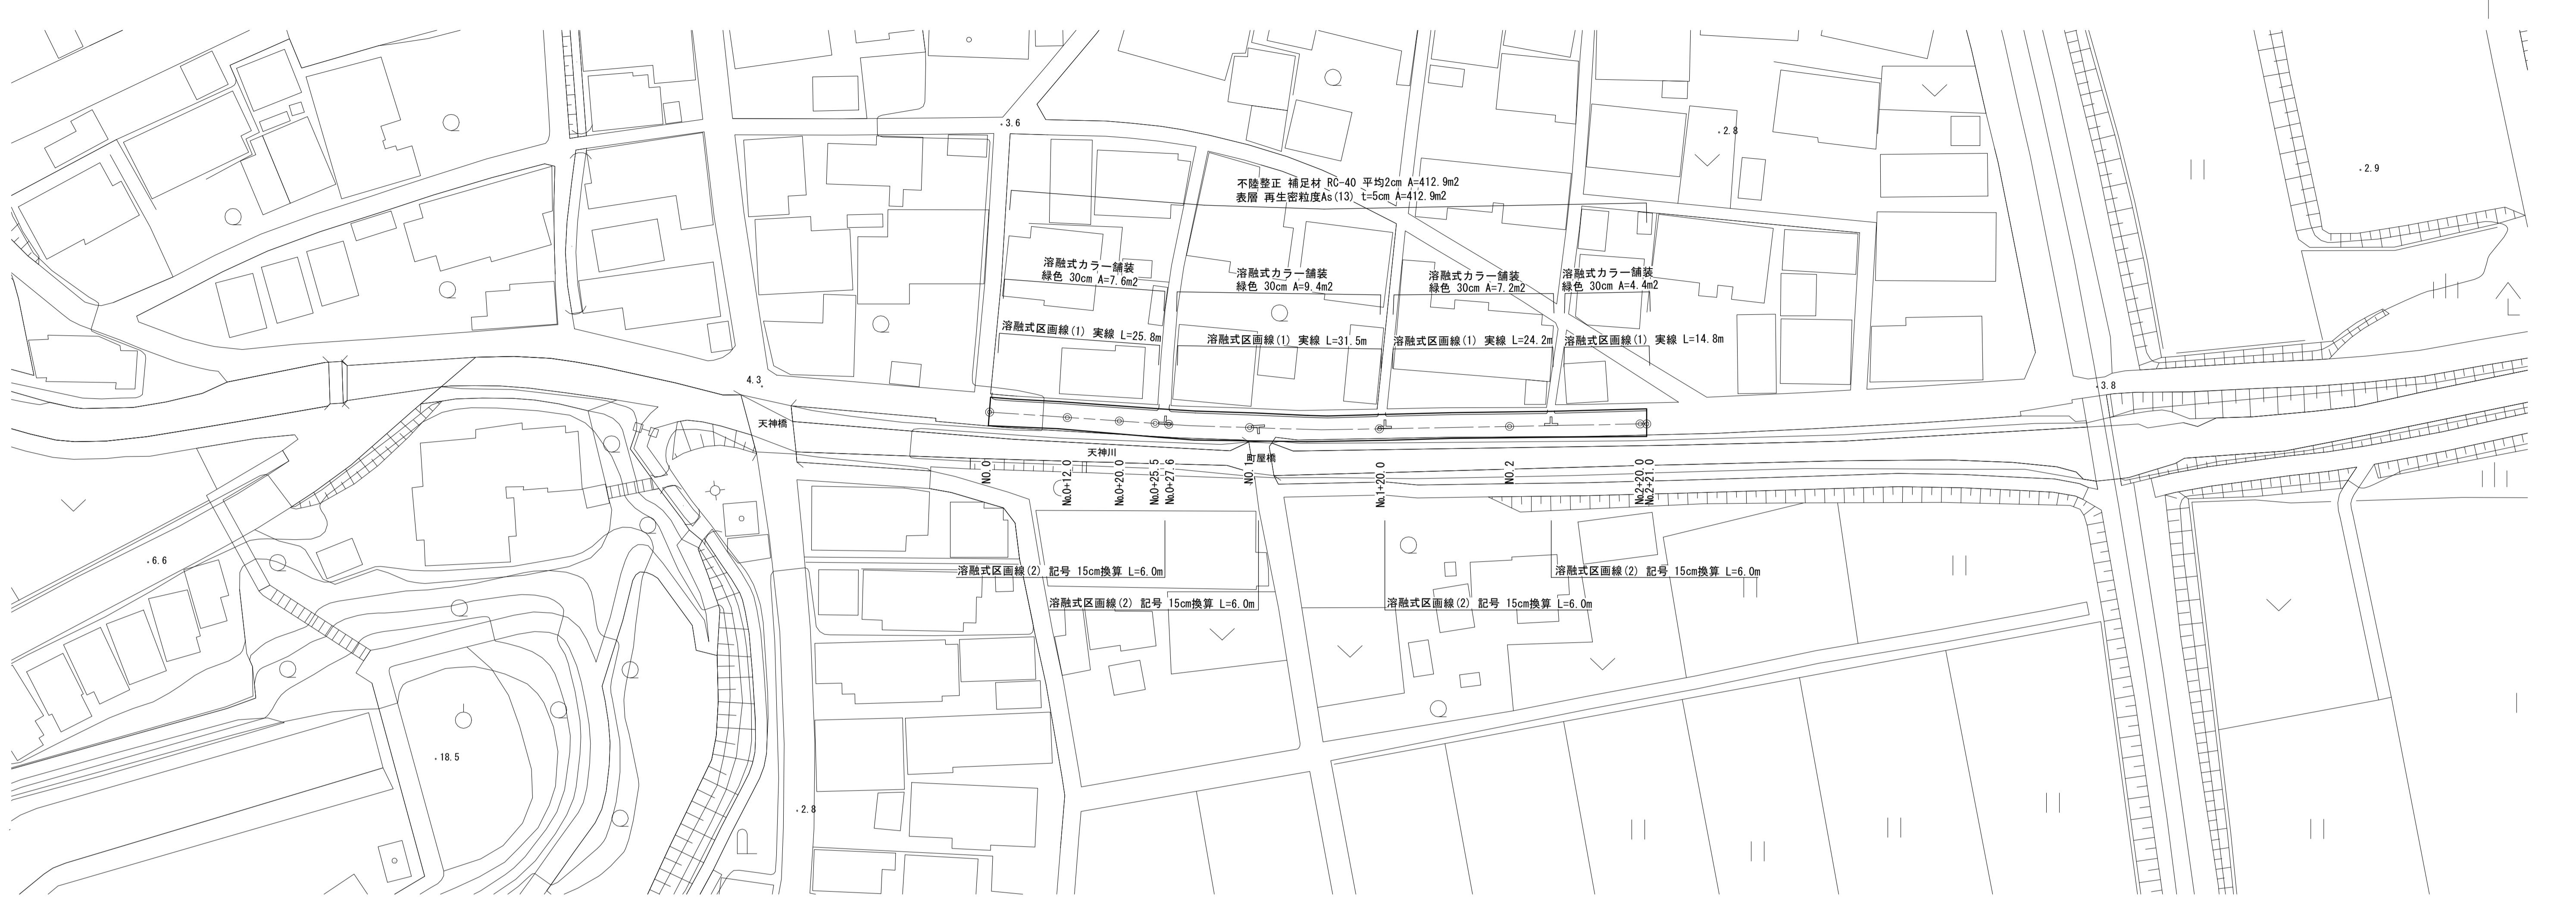 3.6
2.8
2.9
不陸整正 補足材 RC-40 平均2cm A=412.9m2
表層 再生密粒度As(13) t=5cm A=412.9m2
溶融式カラー舗装
緑色 30cm A=7.6m2
溶融式カラー舗装
緑色 30cm A=9.4m2
溶融式カラー舗装
緑色 30cm A=7.2m2
溶融式カラー舗装
緑色 30cm A=4.4m2
溶融式区画線(1) 実線 L=25.8m
溶融式区画線(1) 実線 L=31.5m
溶融式区画線(1) 実線 L=24.2m
溶融式区画線(1) 実線 L=14.8m
4.3
3.8
天神橋
天神川
町屋橋
NO.0
No.0+12.0
No.0+20.0
No.0+25.5
No.0+27.6
NO.1
No.1+20.0
NO.2
No.2+20.0
No.2+21.0
6.6
溶融式区画線(2) 記号 15cm換算 L=6.0m
溶融式区画線(2) 記号 15cm換算 L=6.0m
溶融式区画線(2) 記号 15cm換算 L=6.0m
溶融式区画線(2) 記号 15cm換算 L=6.0m
18.5
2.8